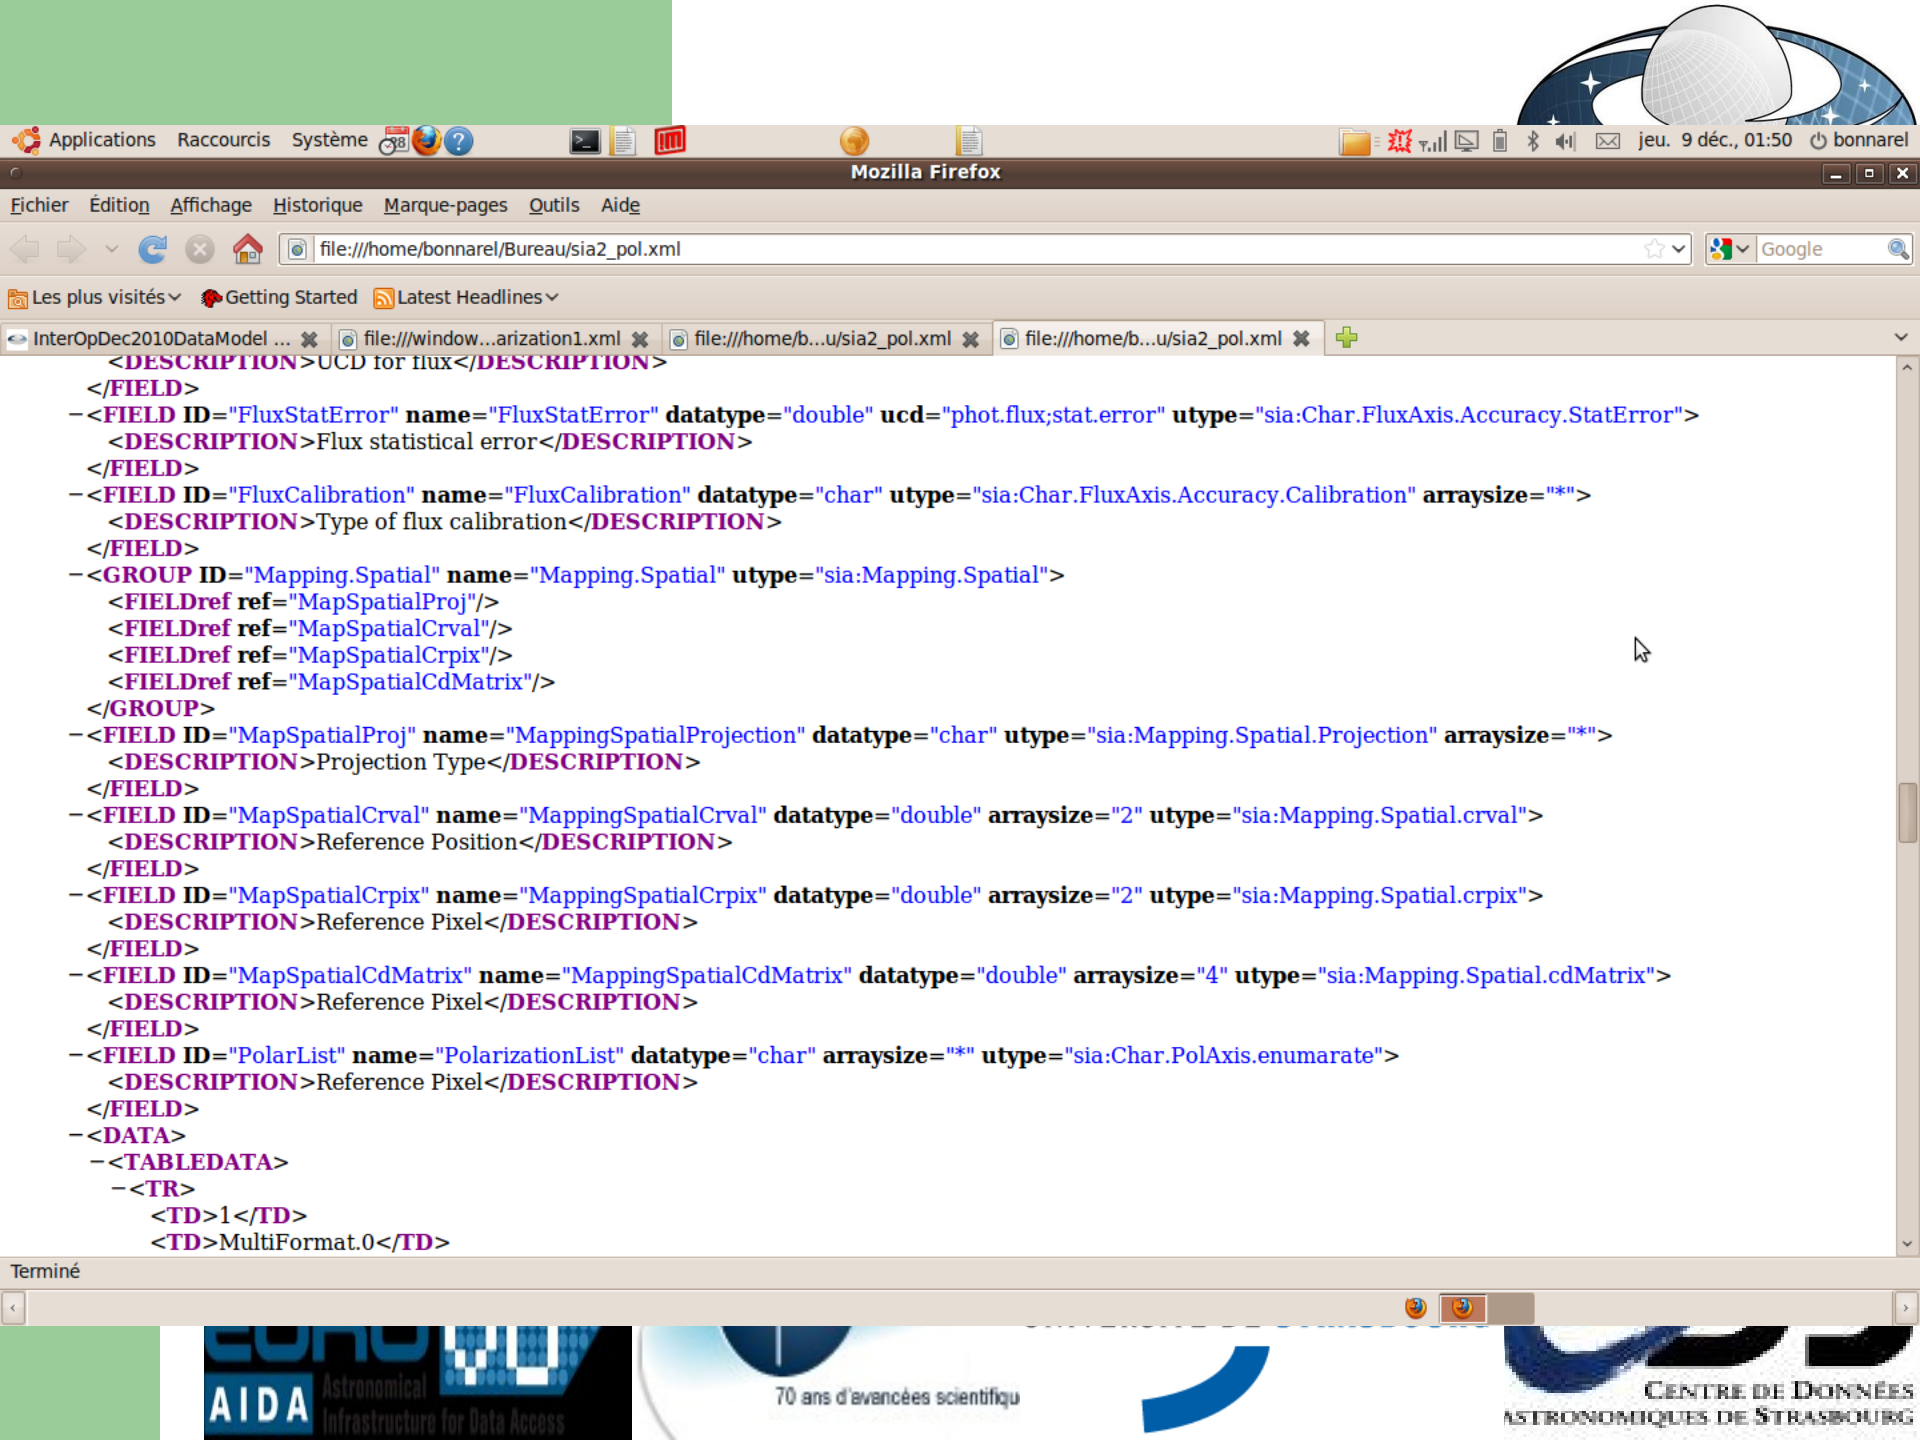 Applications Raccourcis Système jeu. 9 déc., 01:50 bonnarel
Mozilla Firefox
Fichier Édition Affichage Historique Marque-pages Outils Aide
file:///home/bonnarel/Bureau/sia2_pol.xml Google
Les plus visités Getting Started Latest Headlines
InterOpDec2010DataModel ... file:///window...arization1.xml file:///home/b...u/sia2_pol.xml file:///home/b...u/sia2_pol.xml
<DESCRIPTION>UCD for flux</DESCRIPTION>
</FIELD>
−<FIELD ID="FluxStatError" name="FluxStatError" datatype="double" ucd="phot.flux;stat.error" utype="sia:Char.FluxAxis.Accuracy.StatError">
<DESCRIPTION>Flux statistical error</DESCRIPTION>
</FIELD>
−<FIELD ID="FluxCalibration" name="FluxCalibration" datatype="char" utype="sia:Char.FluxAxis.Accuracy.Calibration" arraysize="*">
<DESCRIPTION>Type of flux calibration</DESCRIPTION>
</FIELD>
−<GROUP ID="Mapping.Spatial" name="Mapping.Spatial" utype="sia:Mapping.Spatial">
<FIELDref ref="MapSpatialProj"/>
<FIELDref ref="MapSpatialCrval"/>
<FIELDref ref="MapSpatialCrpix"/>
<FIELDref ref="MapSpatialCdMatrix"/>
</GROUP>
−<FIELD ID="MapSpatialProj" name="MappingSpatialProjection" datatype="char" utype="sia:Mapping.Spatial.Projection" arraysize="*">
<DESCRIPTION>Projection Type</DESCRIPTION>
</FIELD>
−<FIELD ID="MapSpatialCrval" name="MappingSpatialCrval" datatype="double" arraysize="2" utype="sia:Mapping.Spatial.crval">
<DESCRIPTION>Reference Position</DESCRIPTION>
</FIELD>
−<FIELD ID="MapSpatialCrpix" name="MappingSpatialCrpix" datatype="double" arraysize="2" utype="sia:Mapping.Spatial.crpix">
<DESCRIPTION>Reference Pixel</DESCRIPTION>
</FIELD>
−<FIELD ID="MapSpatialCdMatrix" name="MappingSpatialCdMatrix" datatype="double" arraysize="4" utype="sia:Mapping.Spatial.cdMatrix">
<DESCRIPTION>Reference Pixel</DESCRIPTION>
</FIELD>
−<FIELD ID="PolarList" name="PolarizationList" datatype="char" arraysize="*" utype="sia:Char.PolAxis.enumarate">
<DESCRIPTION>Reference Pixel</DESCRIPTION>
</FIELD>
−<DATA>
−<TABLEDATA>
−<TR>
<TD>1</TD>
<TD>MultiFormat.0</TD>
Terminé
AIDA Astronomical
Infrastructure for Data Access
70 ans d'avancées scientifiqu
CENTRE DE DONNÉES
ASTRONOMIQUES DE STRASBOURG